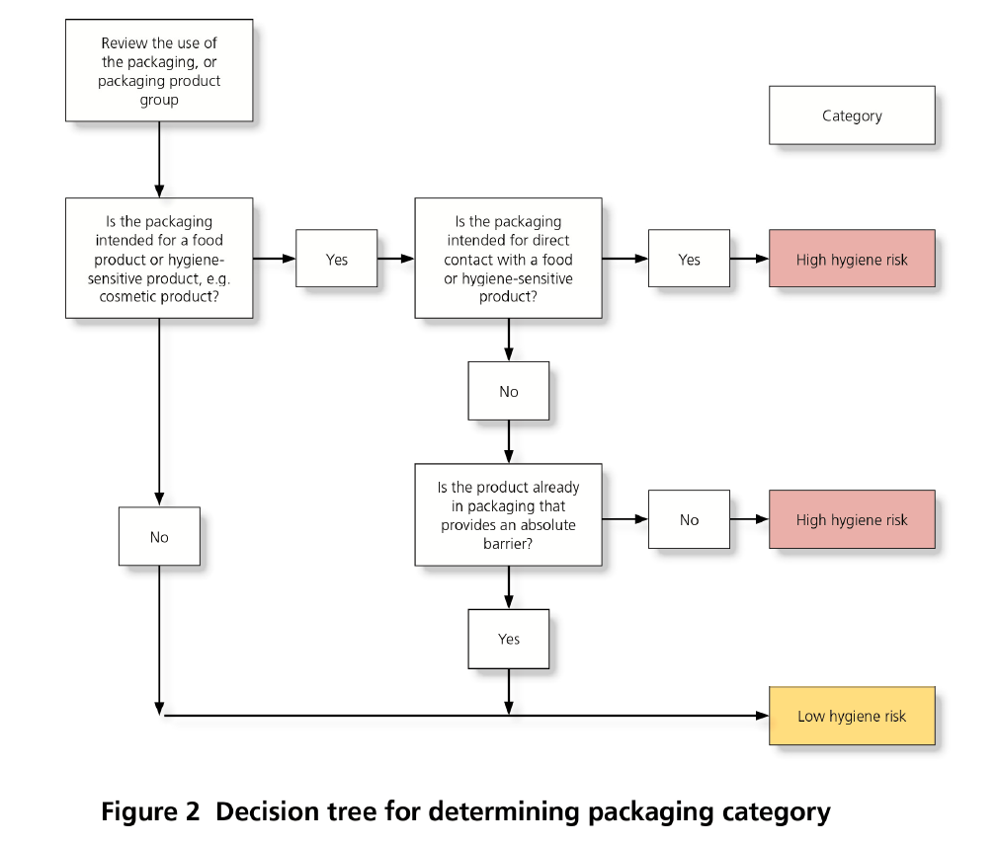 Review the use of
the packaging, or
packaging product
group
Category
Is the packaging
intended for a food
product or hygiene-
sensitive product, e.g.
cosmetic product?
Yes
Is the packaging
intended for direct
contact with a food
or hygiene-sensitive
product?
Yes
High hygiene risk
No
Is the product already
in packaging that
provides an absolute
barrier?
No
High hygiene risk
No
Yes
Low hygiene risk
Figure 2 Decision tree for determining packaging category